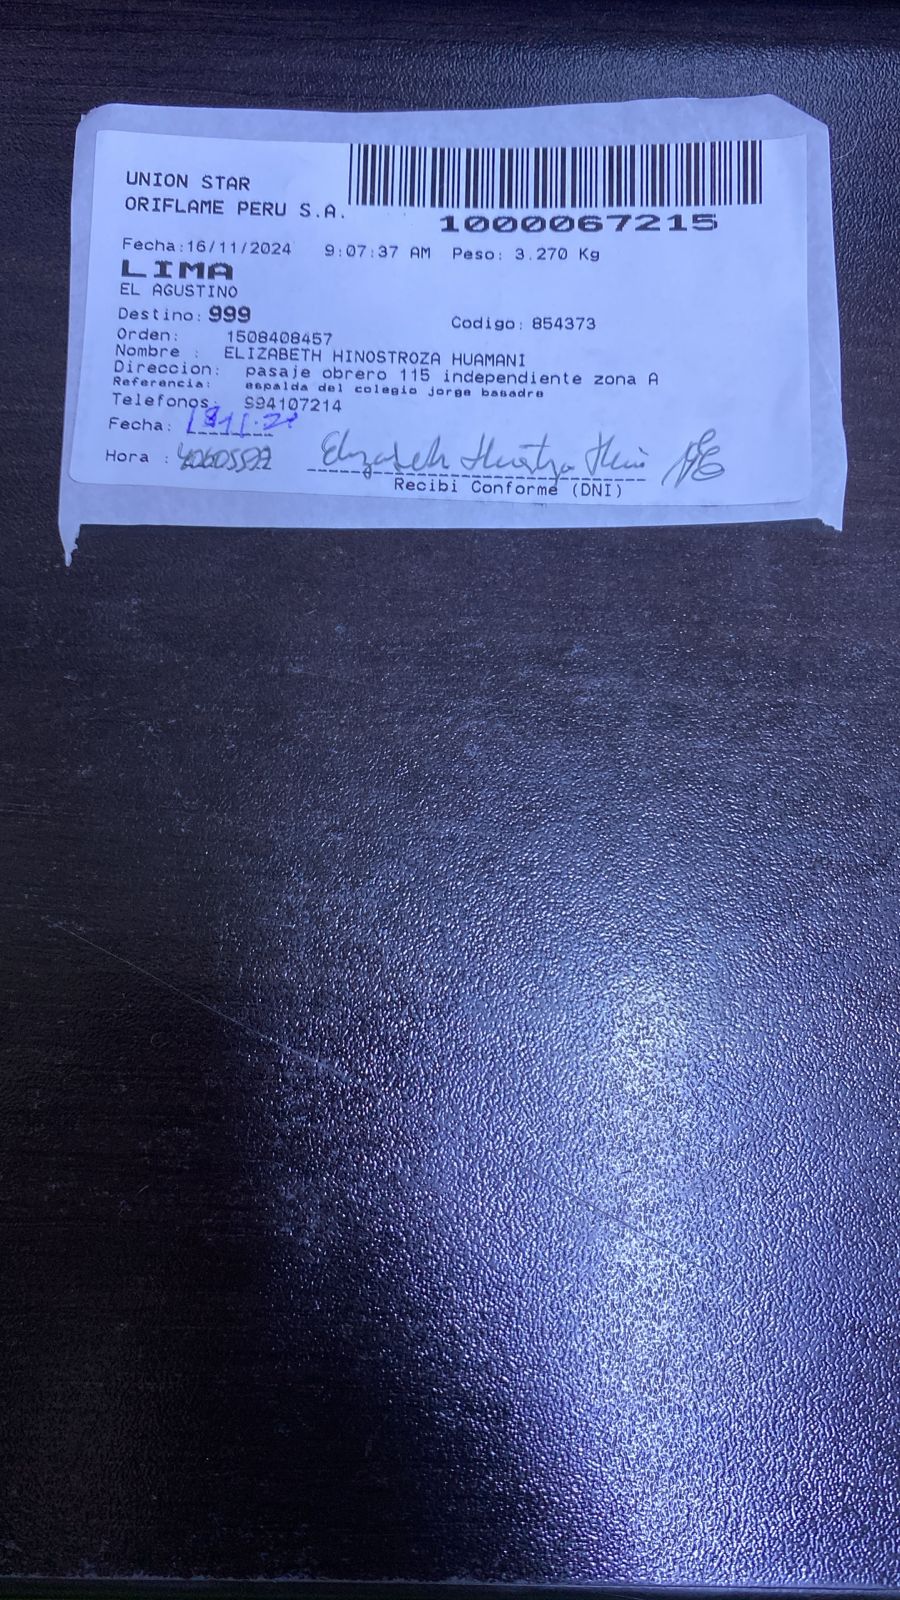 UNION STAR
ORIFLAME PERU S.A.
1000067215
Fecha:16/11/2024 9:07:37 AM Peso: 3.270 Kg
LIMA
EL AGUSTINO
Destino: 999
Codigo: 854373
Orden: 1508408457
Nombre : ELIZABETH HINOSTROZA HUAMANI
Direccion: pasaje obrero 115 independiente zona A
Referencia: espalda del colegio jorge basadre
Telefonos: 994107214
Fecha:
Hora :
Recibi Conforme (DNI)